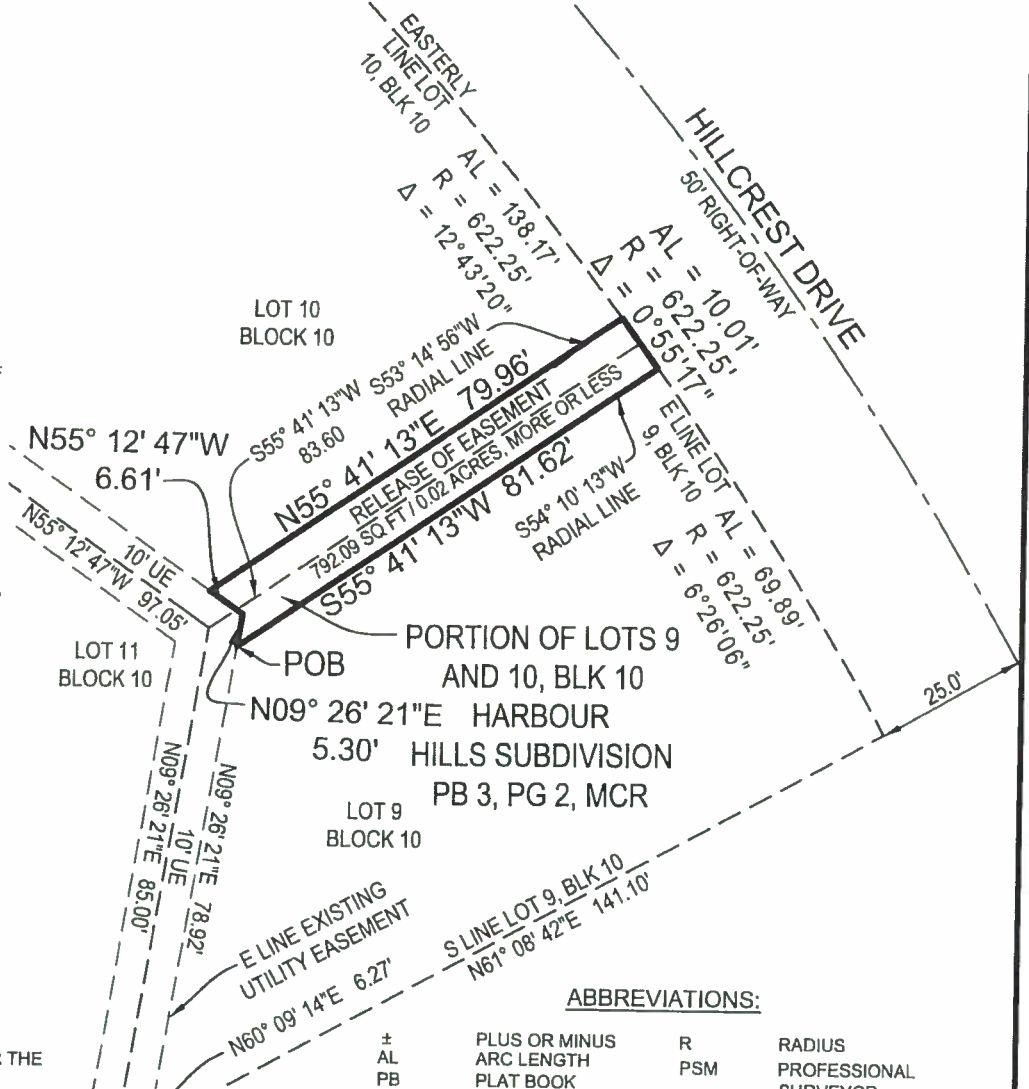 EASTERLY
LINE LOT
10, BLK 10
AL = 138.17'
R = 622.25'
Δ = 12°43'20"
HILLCREST DRIVE
50' RIGHT-OF-WAY
AL = 10.01'
R = 622.25'
Δ = 0°55'17"
LOT 10
BLOCK 10
S53° 14' 56"W
RADIAL LINE
S55° 41' 13"W
83.60
N55° 41' 13"E 79.96'
RELEASE OF EASEMENT
792.09 SQ FT / 0.02 ACRES, MORE OR LESS
S55° 41' 13"W 81.62'
N55° 12' 47"W
6.61'
S54° 10' 13"W
RADIAL LINE
E LINE LOT
9, BLK 10
AL = 69.89'
R = 622.25'
Δ = 6°26'06"
10' UE
N55° 12' 47"W 97.05'
LOT 11
BLOCK 10
POB
PORTION OF LOTS 9
AND 10, BLK 10
HARBOUR
HILLS SUBDIVISION
PB 3, PG 2, MCR
N09° 26' 21"E
5.30'
25.0'
LOT 9
BLOCK 10
N09° 26' 21"E 85.00'
10' UE
N09° 26' 21"E 78.92'
E LINE EXISTING
UTILITY EASEMENT
S LINE LOT 9, BLK 10
N61° 08' 42"E 141.10'
N60° 09' 14"E 6.27'
ABBREVIATIONS:
± PLUS OR MINUS
AL ARC LENGTH
PB PLAT BOOK
R RADIUS
PSM PROFESSIONAL
SURVEYOR
THE